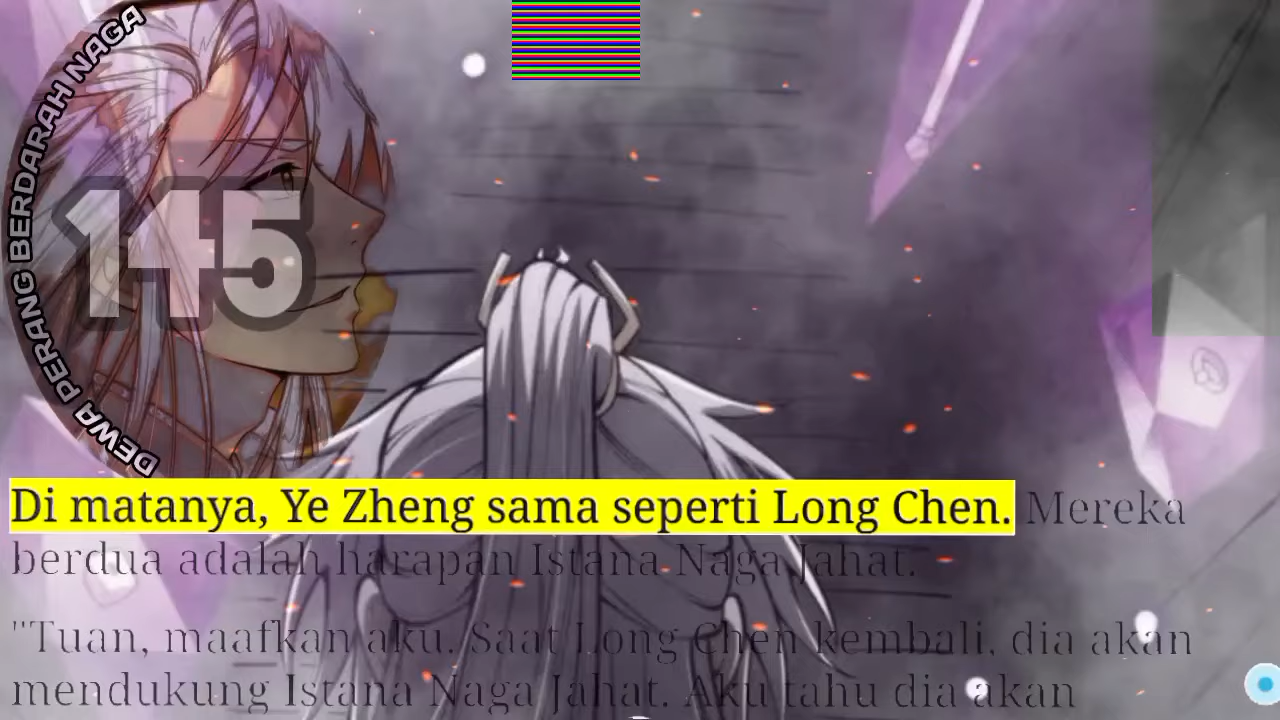 DEWA PERANG BERDARAH NAGA
145
Di matanya, Ye Zheng sama seperti Long Chen. Mereka
berdua adalah harapan Istana Naga Jahat.
"Tuan, maafkan aku. Saat Long Chen kembali, dia akan
mendukung Istana Naga Jahat. Aku tahu dia akan